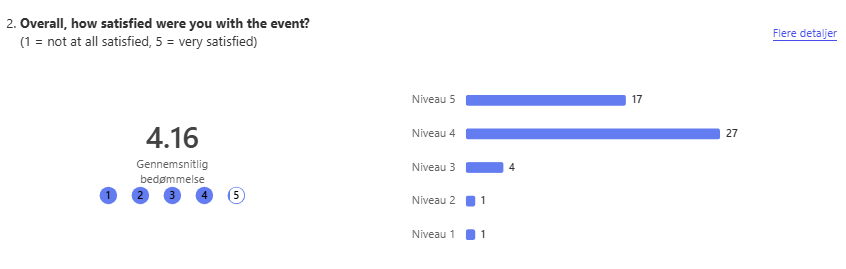 2. Overall, how satisfied were you with the event?
(1 = not at all satisfied, 5 = very satisfied)
Flere detaljer
4.16
Gennemsnitlig
bedømmelse
1 2 3 4 5
Niveau 5 17
Niveau 4 27
Niveau 3 4
Niveau 2 1
Niveau 1 1